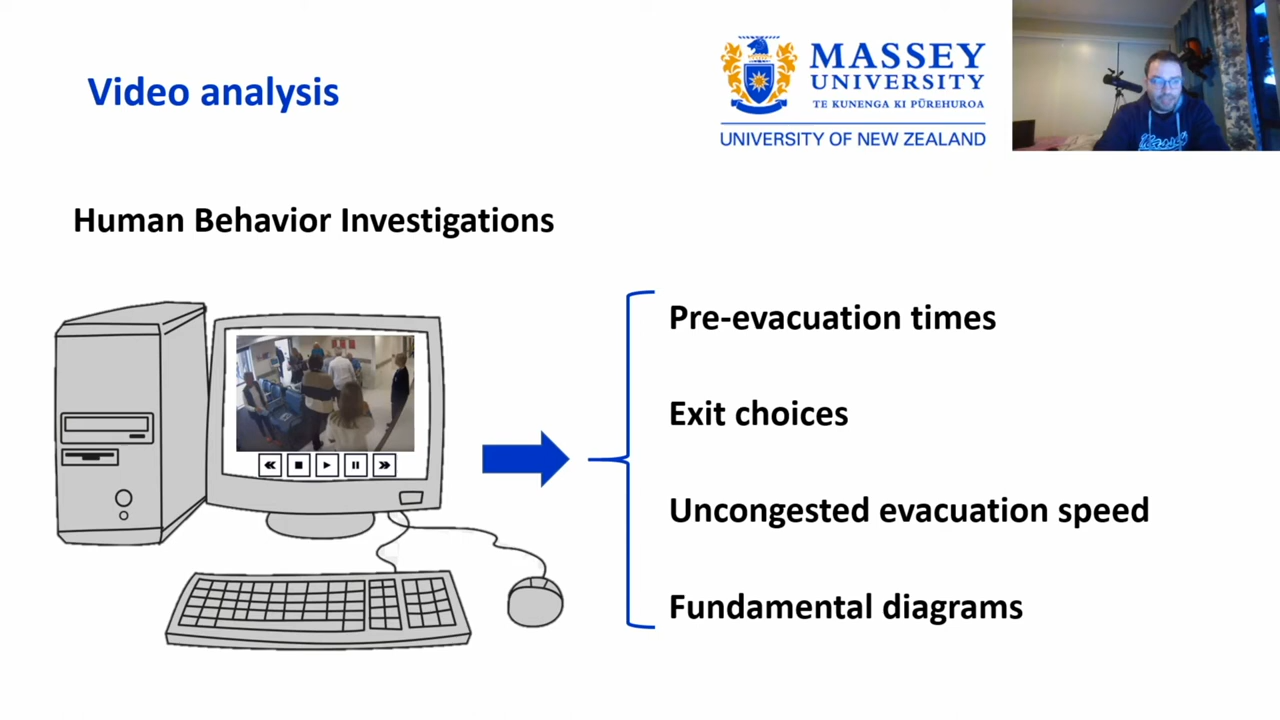 Video analysis
MASSEY
UNIVERSITY
TE KUNENGA KI PŪREHUROA
UNIVERSITY OF NEW ZEALAND
Human Behavior Investigations
Pre-evacuation times
Exit choices
Uncongested evacuation speed
Fundamental diagrams